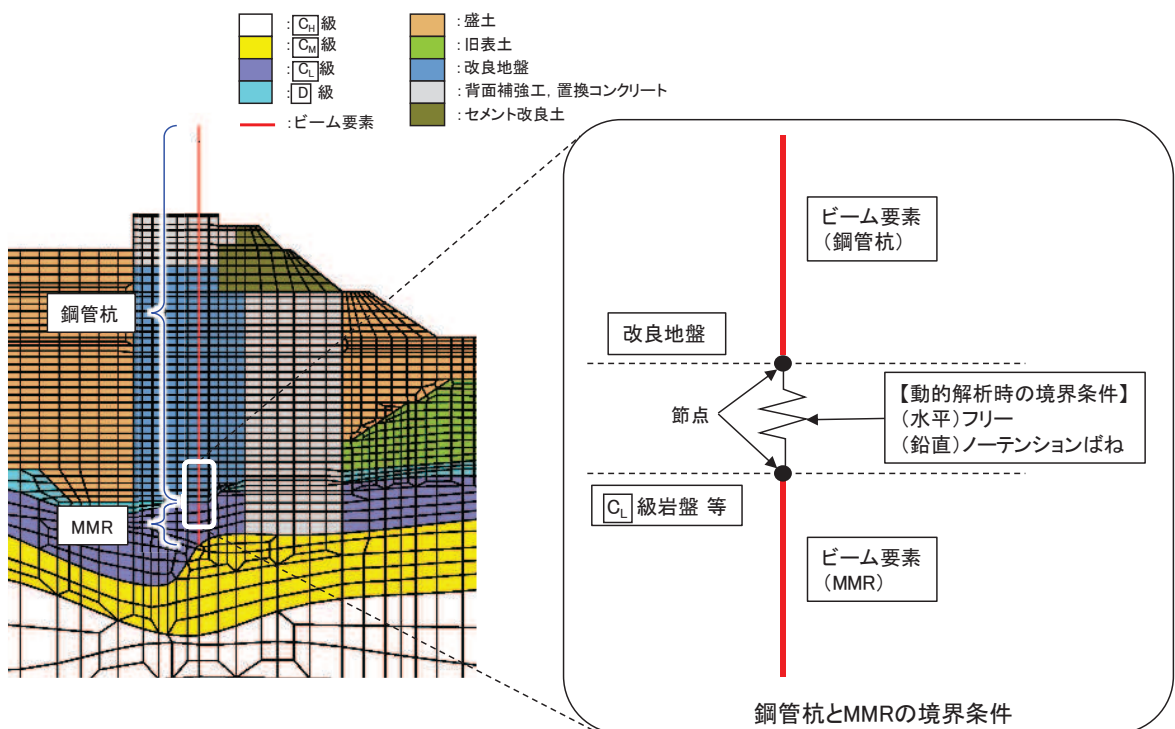 :C_H級
:C_M級
:C_L級
:D 級
:ビーム要素
:盛土
:旧表土
:改良地盤
:背面補強工, 置換コンクリート
:セメント改良土
鋼管杭
MMR
ビーム要素
(鋼管杭)
改良地盤
節点
【動的解析時の境界条件】
(水平)フリー
(鉛直)ノーテンションばね
C_L級岩盤 等
ビーム要素
(MMR)
鋼管杭とMMRの境界条件